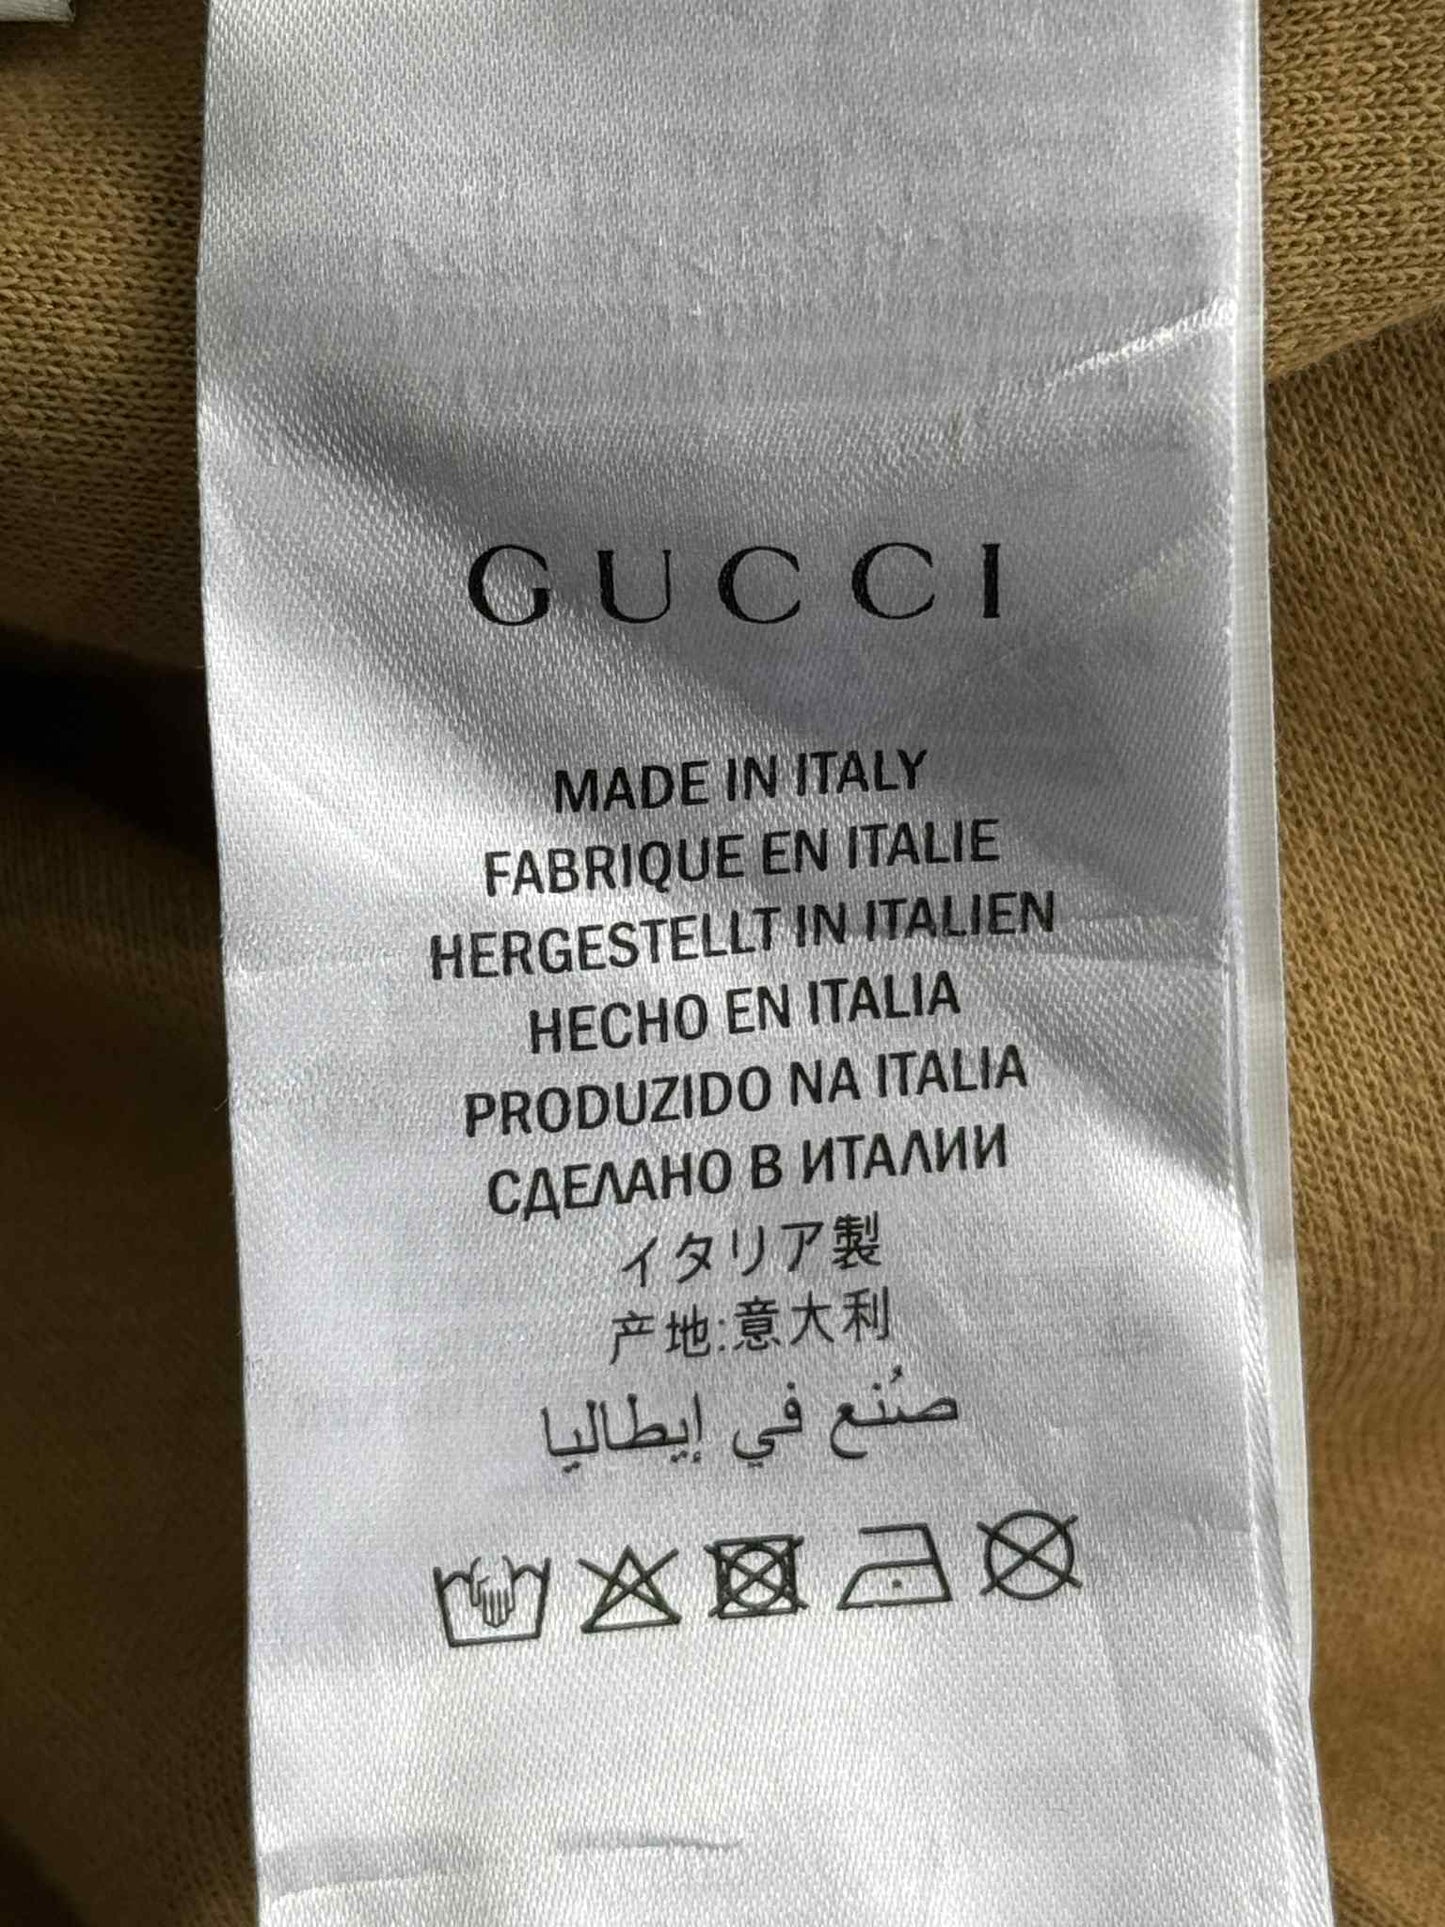 GUCCI
MADE IN ITALY
FABRIQUE EN ITALIE
HERGESTELLT IN ITALIEN
HECHO EN ITALIA
PRODUZIDO NA ITALIA
СДЕЛАНО В ИТАЛИИ
イタリア製
产地:意大利
صُنع في إيطاليا